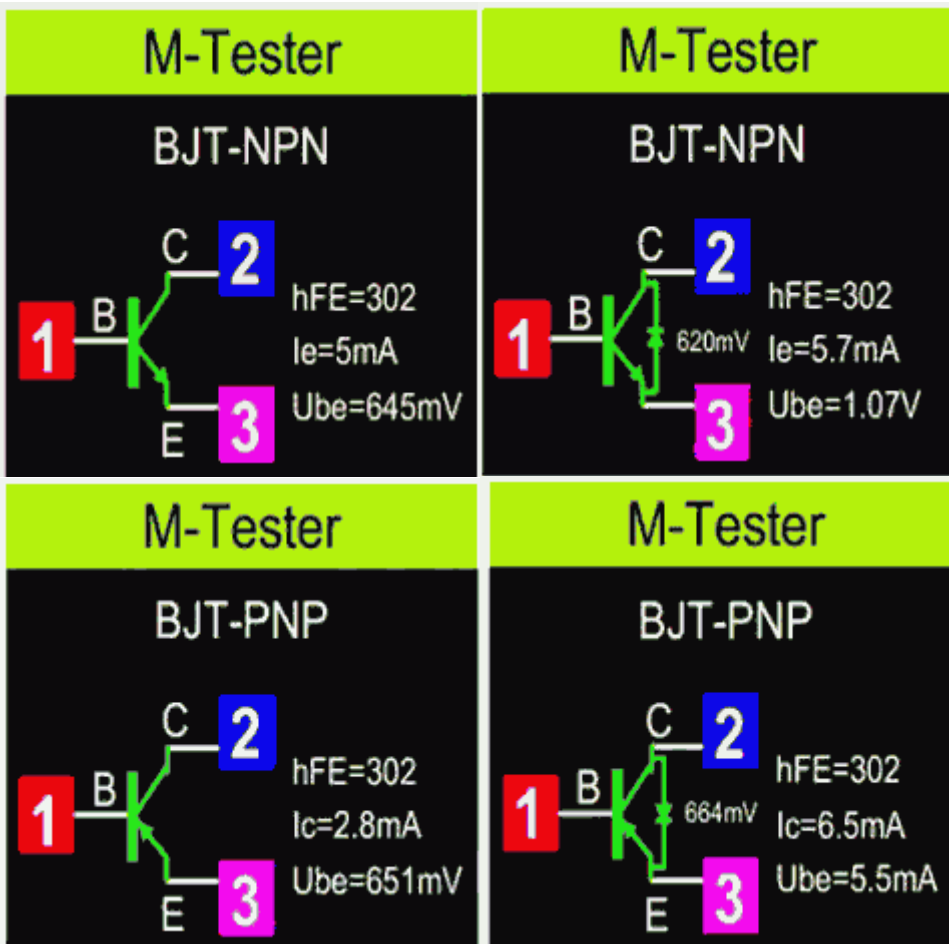 M-Tester
BJT-NPN
C 2
1 B
hFE=302
Ie=5mA
Ube=645mV
E 3
M-Tester
BJT-NPN
C 2
1 B
620mV
hFE=302
Ie=5.7mA
Ube=1.07V
3
M-Tester
BJT-PNP
C 2
1 B
hFE=302
Ic=2.8mA
Ube=651mV
E 3
M-Tester
BJT-PNP
C 2
1 B
664mV
hFE=302
Ic=6.5mA
Ube=5.5mA
E 3